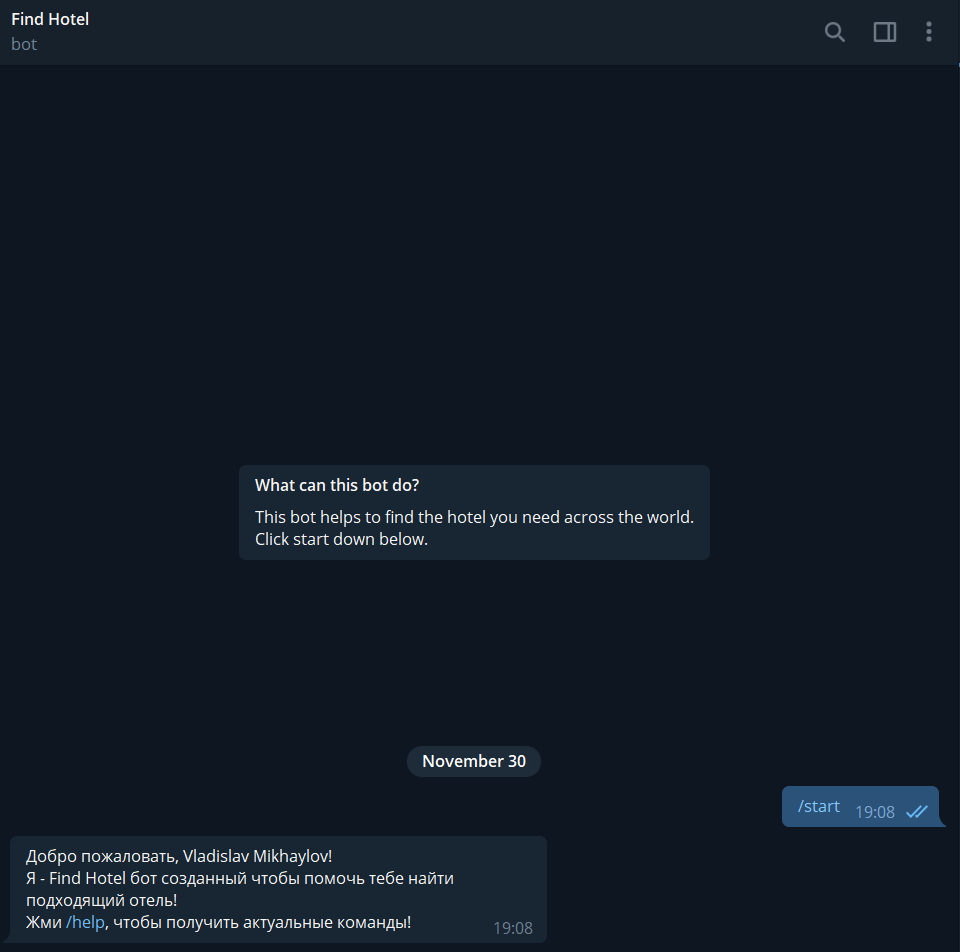 Find Hotel
bot
What can this bot do?
This bot helps to find the hotel you need across the world.
Click start down below.
November 30
/start 19:08
Добро пожаловать, Vladislav Mikhaylov!
Я - Find Hotel бот созданный чтобы помочь тебе найти
подходящий отель!
Жми /help, чтобы получить актуальные команды! 19:08